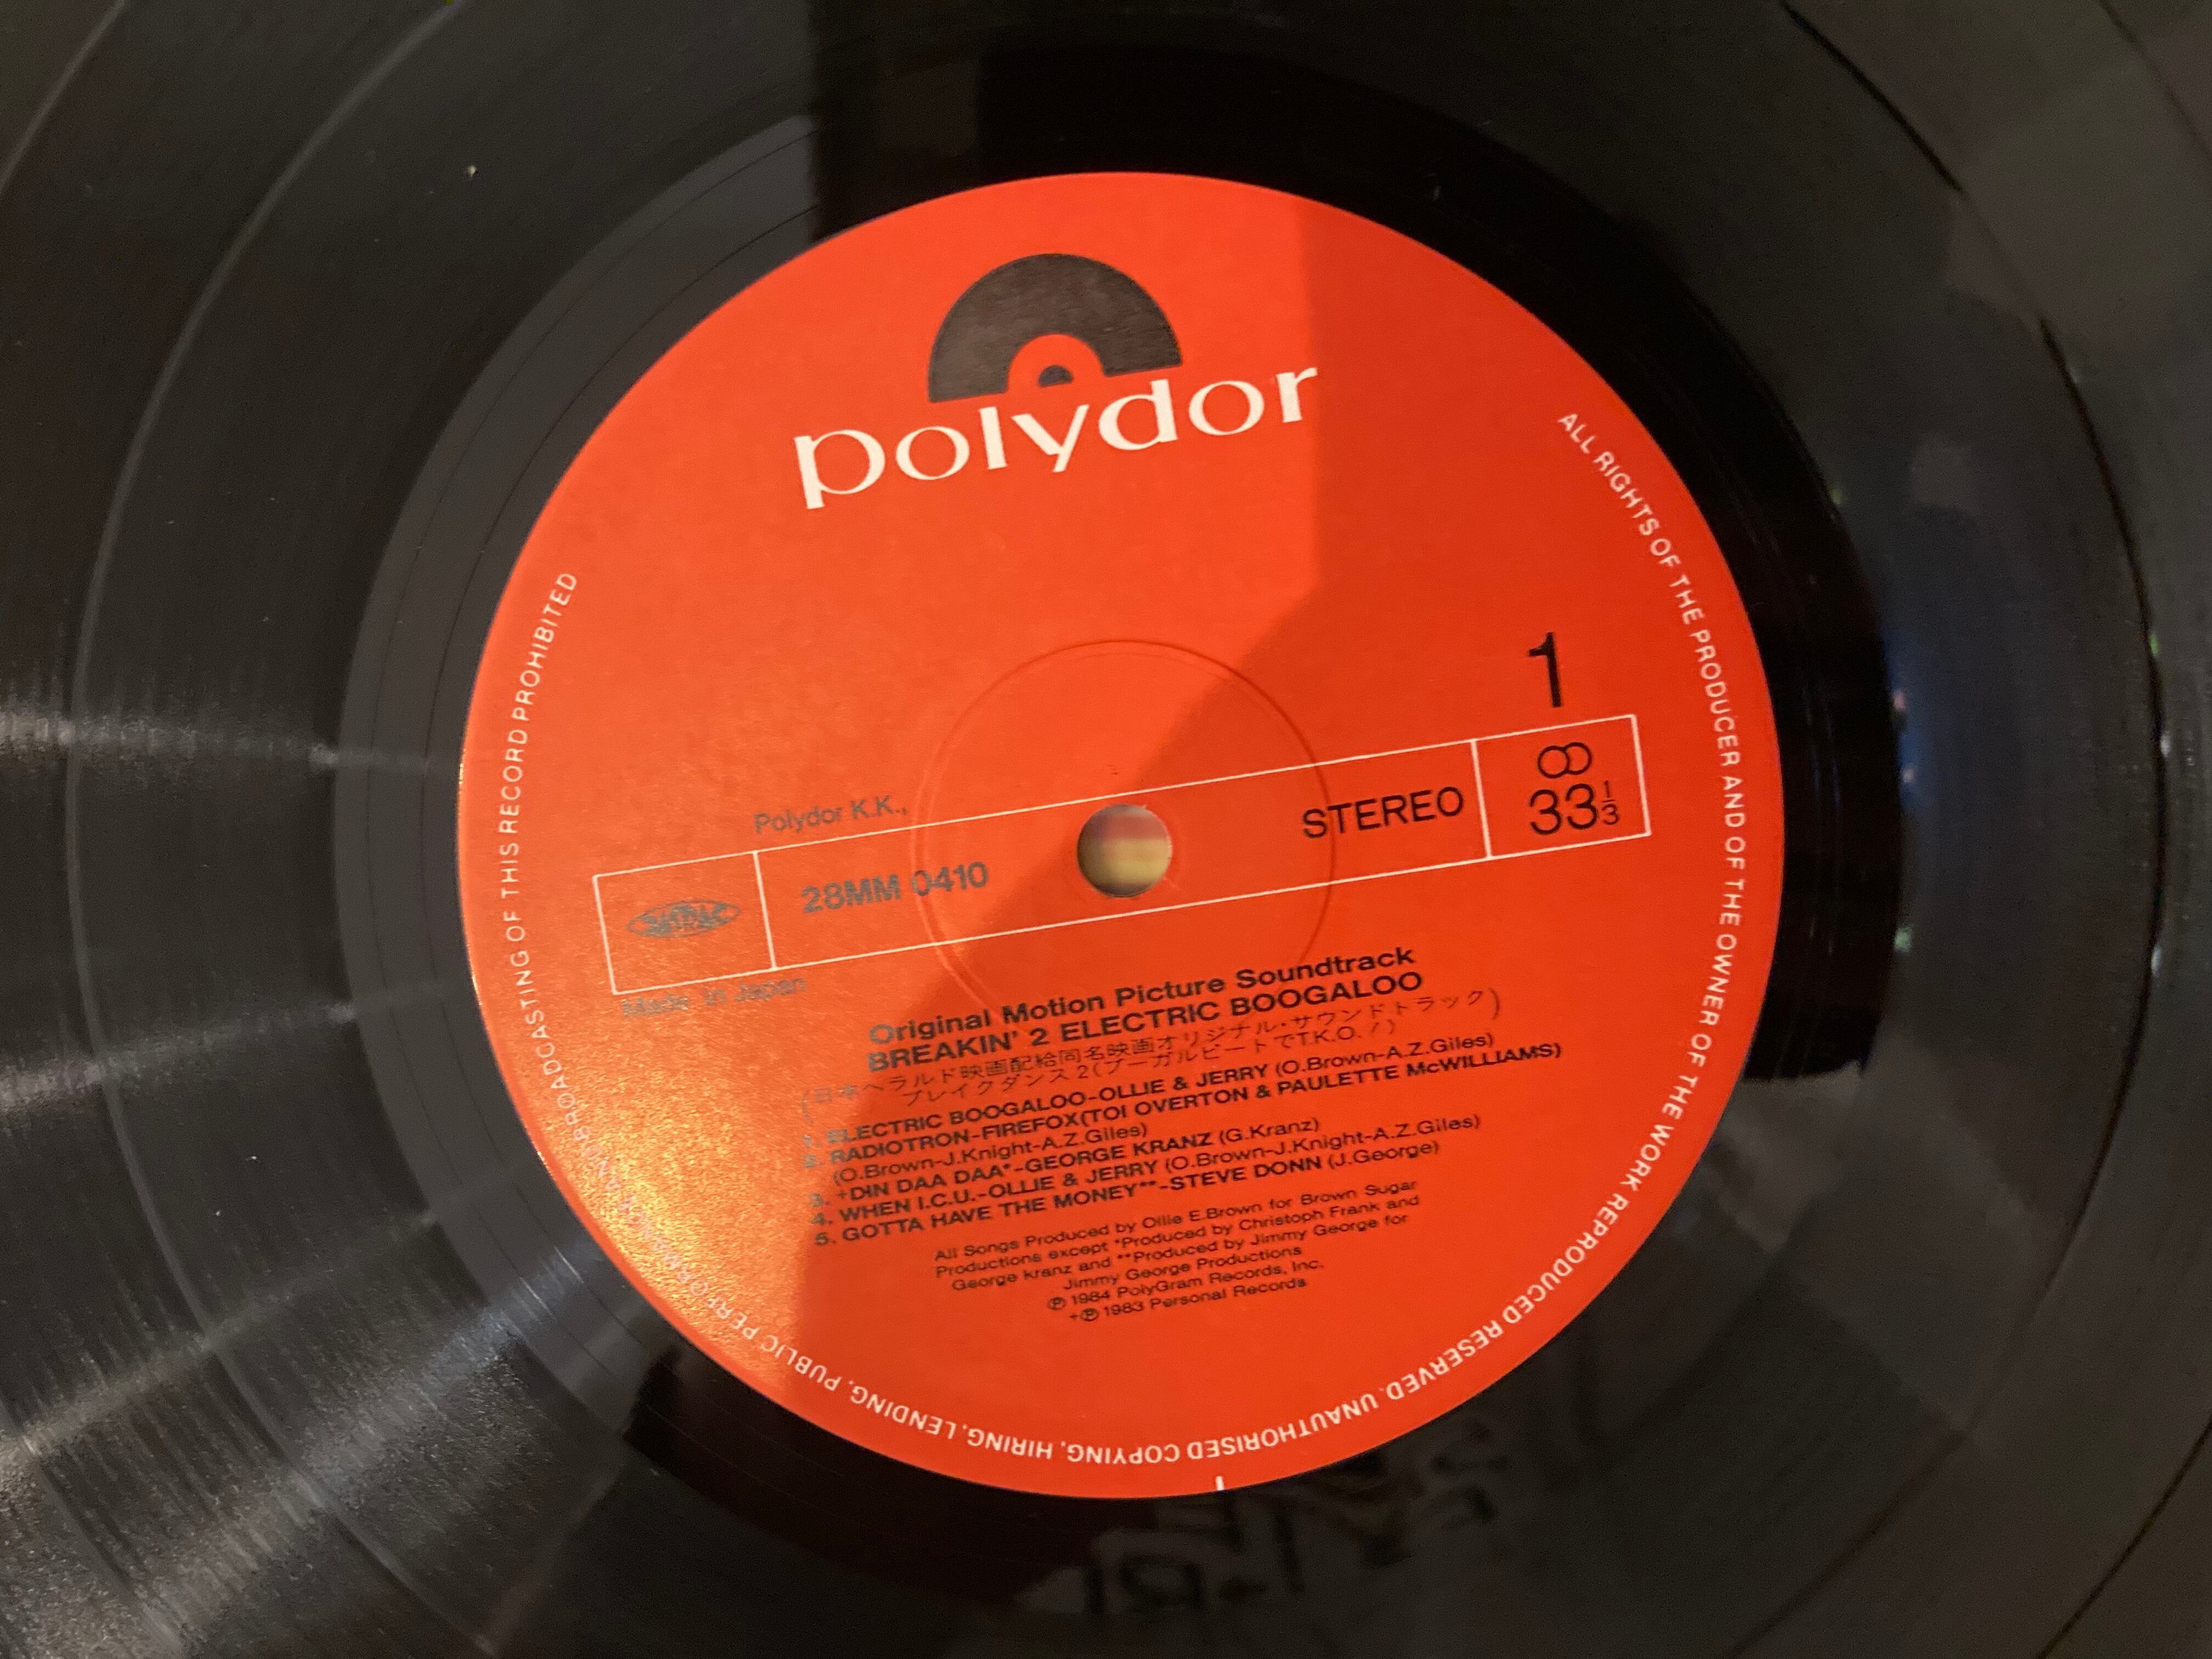 polydor
1
Polydor K.K.,
28MM 0410
STEREO
33 1/3
Made in Japan
Original Motion Picture Soundtrack
BREAKIN' 2 ELECTRIC BOOGALOO
(日本ヘラルド映画配給同名映画オリジナル・サウンドトラック)
ブレイクダンス2(ブーガルビートでT.K.O.!)
1. ELECTRIC BOOGALOO-OLLIE & JERRY (O.Brown-A.Z.Giles)
2. RADIOTRON-FIREFOX(TOI OVERTON & PAULETTE McWILLIAMS)
(O.Brown-J.Knight-A.Z.Giles)
3. +DIN DAA DAA*-GEORGE KRANZ (G.Kranz)
4. WHEN I.C.U.-OLLIE & JERRY (O.Brown-J.Knight-A.Z.Giles)
5. GOTTA HAVE THE MONEY**-STEVE DONN (J.George)
All Songs Produced by Ollie E.Brown for Brown Sugar
Productions except *Produced by Christoph Frank and
George Kranz and **Produced by Jimmy George for
Jimmy George Productions
℗ 1984 PolyGram Records, Inc.
+℗ 1983 Personal Records
ALL RIGHTS OF THE PRODUCER AND OF THE OWNER OF THE WORK REPRODUCED RESERVED. UNAUTHORISED COPYING, HIRING, LENDING, PUBLIC PERFORMANCE AND BROADCASTING OF THIS RECORD PROHIBITED